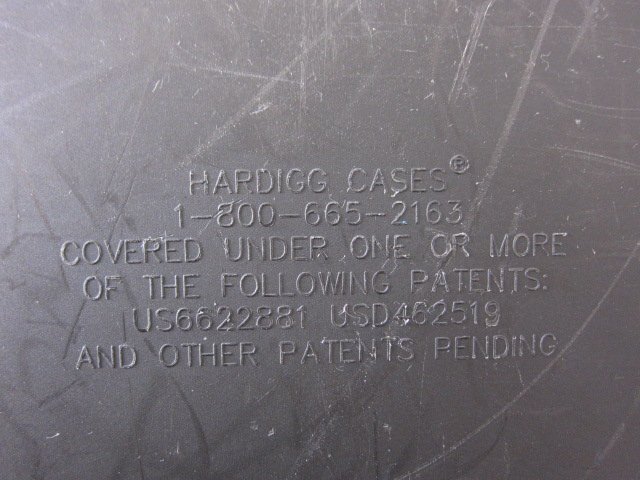 HARDIGG CASES®
1-800-665-2163
COVERED UNDER ONE OR MORE
OF THE FOLLOWING PATENTS:
US6622881 USD462519
AND OTHER PATENTS PENDING